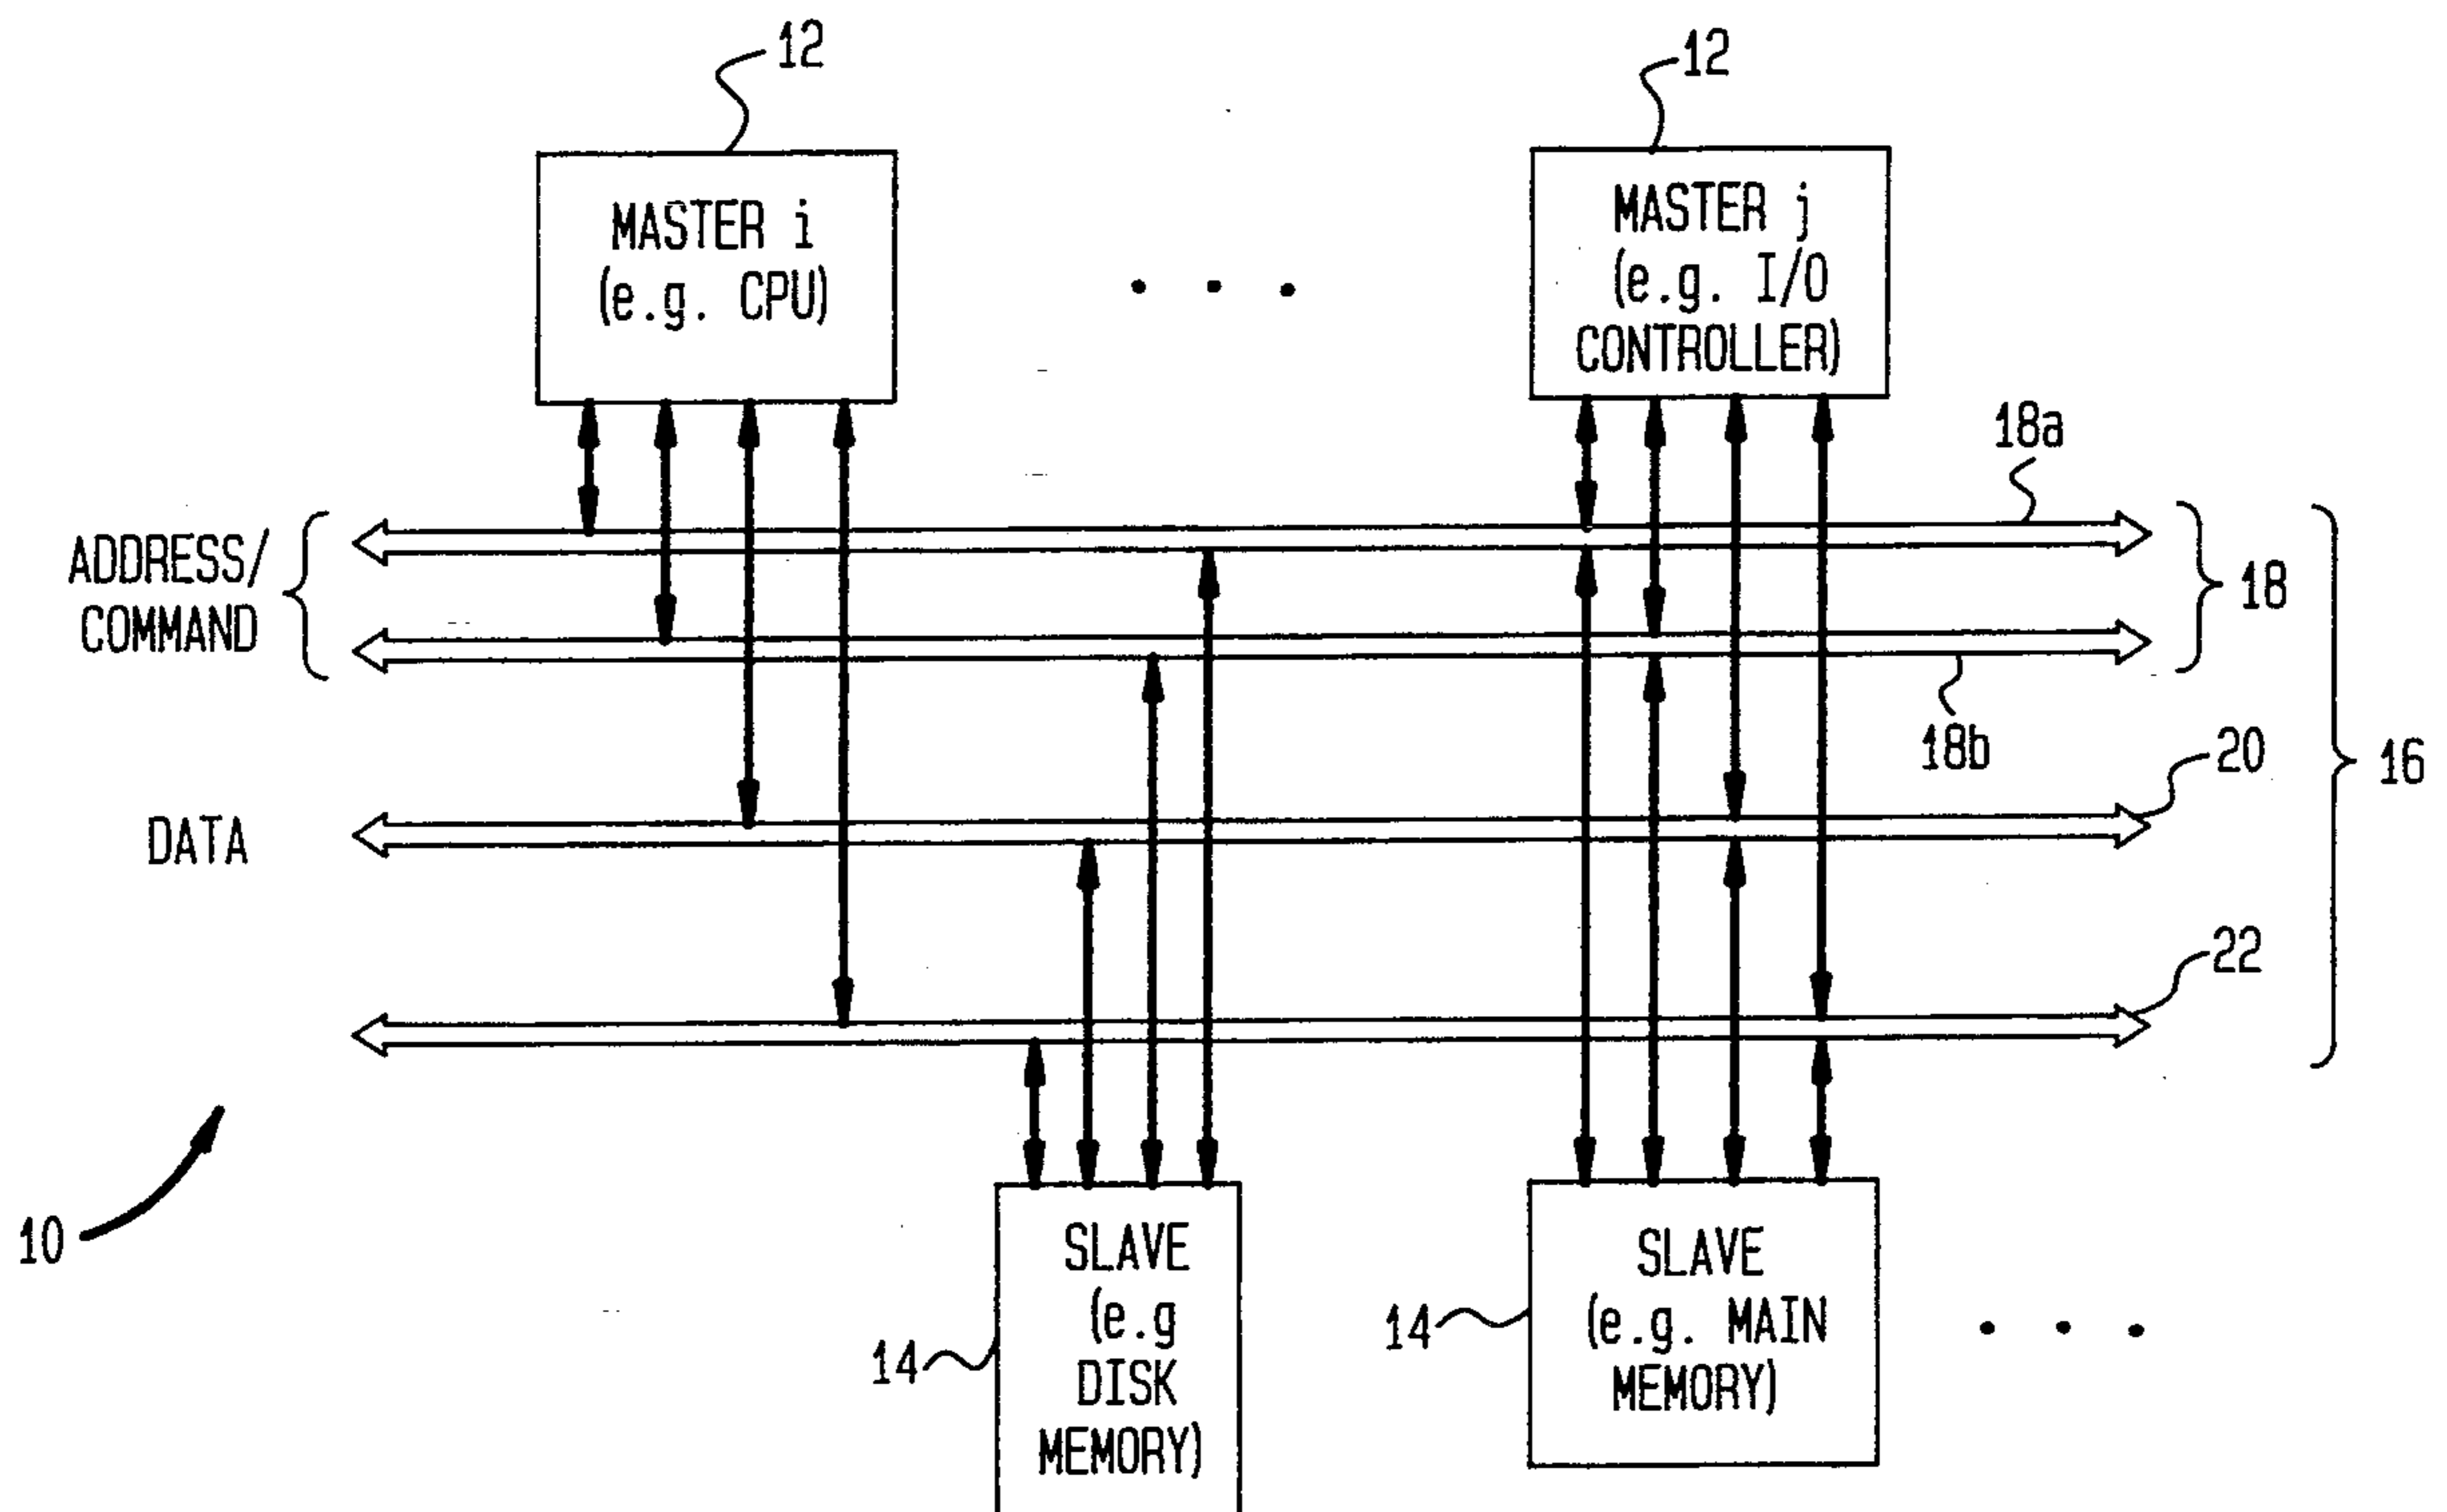 12
12
MASTER i
(e.g. CPU)
MASTER j
(e.g. I/O
CONTROLLER)
18a
ADDRESS/
COMMAND
18
18b
20
16
DATA
22
10
SLAVE
(e.g
DISK
MEMORY)
14
SLAVE
(e.g. MAIN
MEMORY)
14